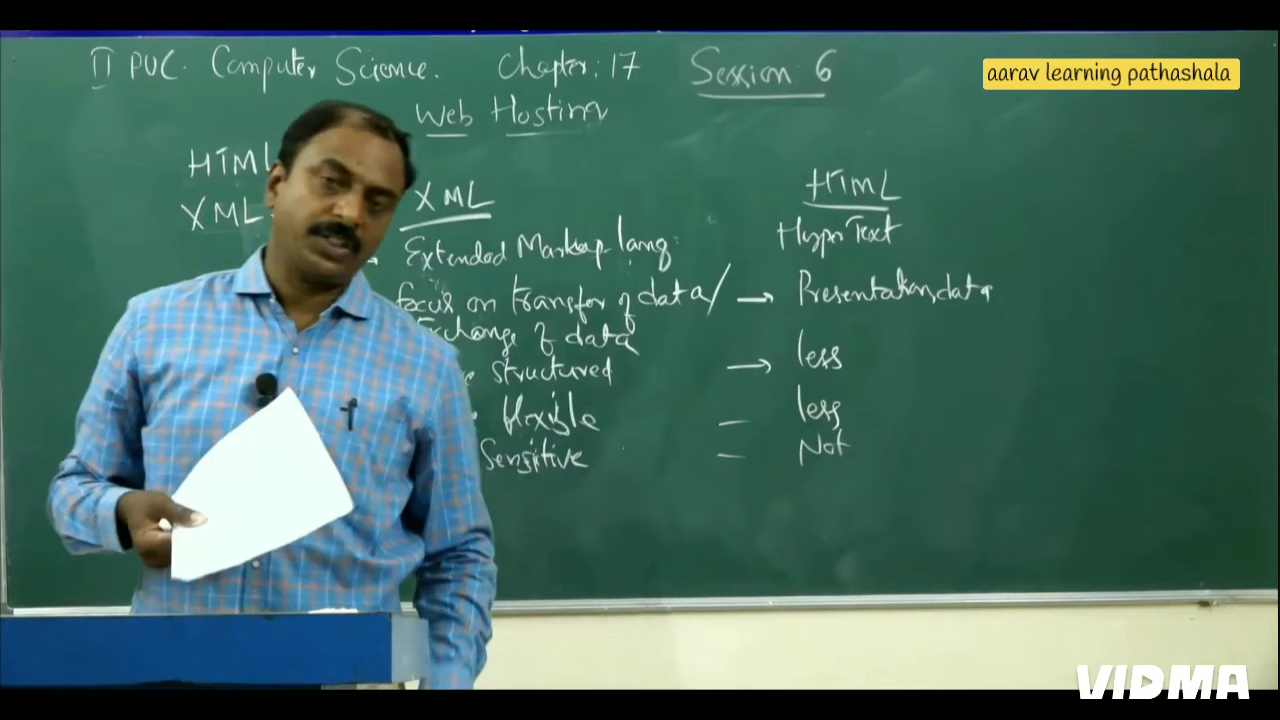 II PUC. Computer Science. Chapter: 17 Session: 6
aarav learning pathashala
Web Hosting
HTML
XML
XML
Extended Markup lang.
focus on transfer of data/
Exchange of data
structured
flexible
Sensitive
HTML
HyperText
→ Presentation, data
→ less
— less
— Not
VIDMA